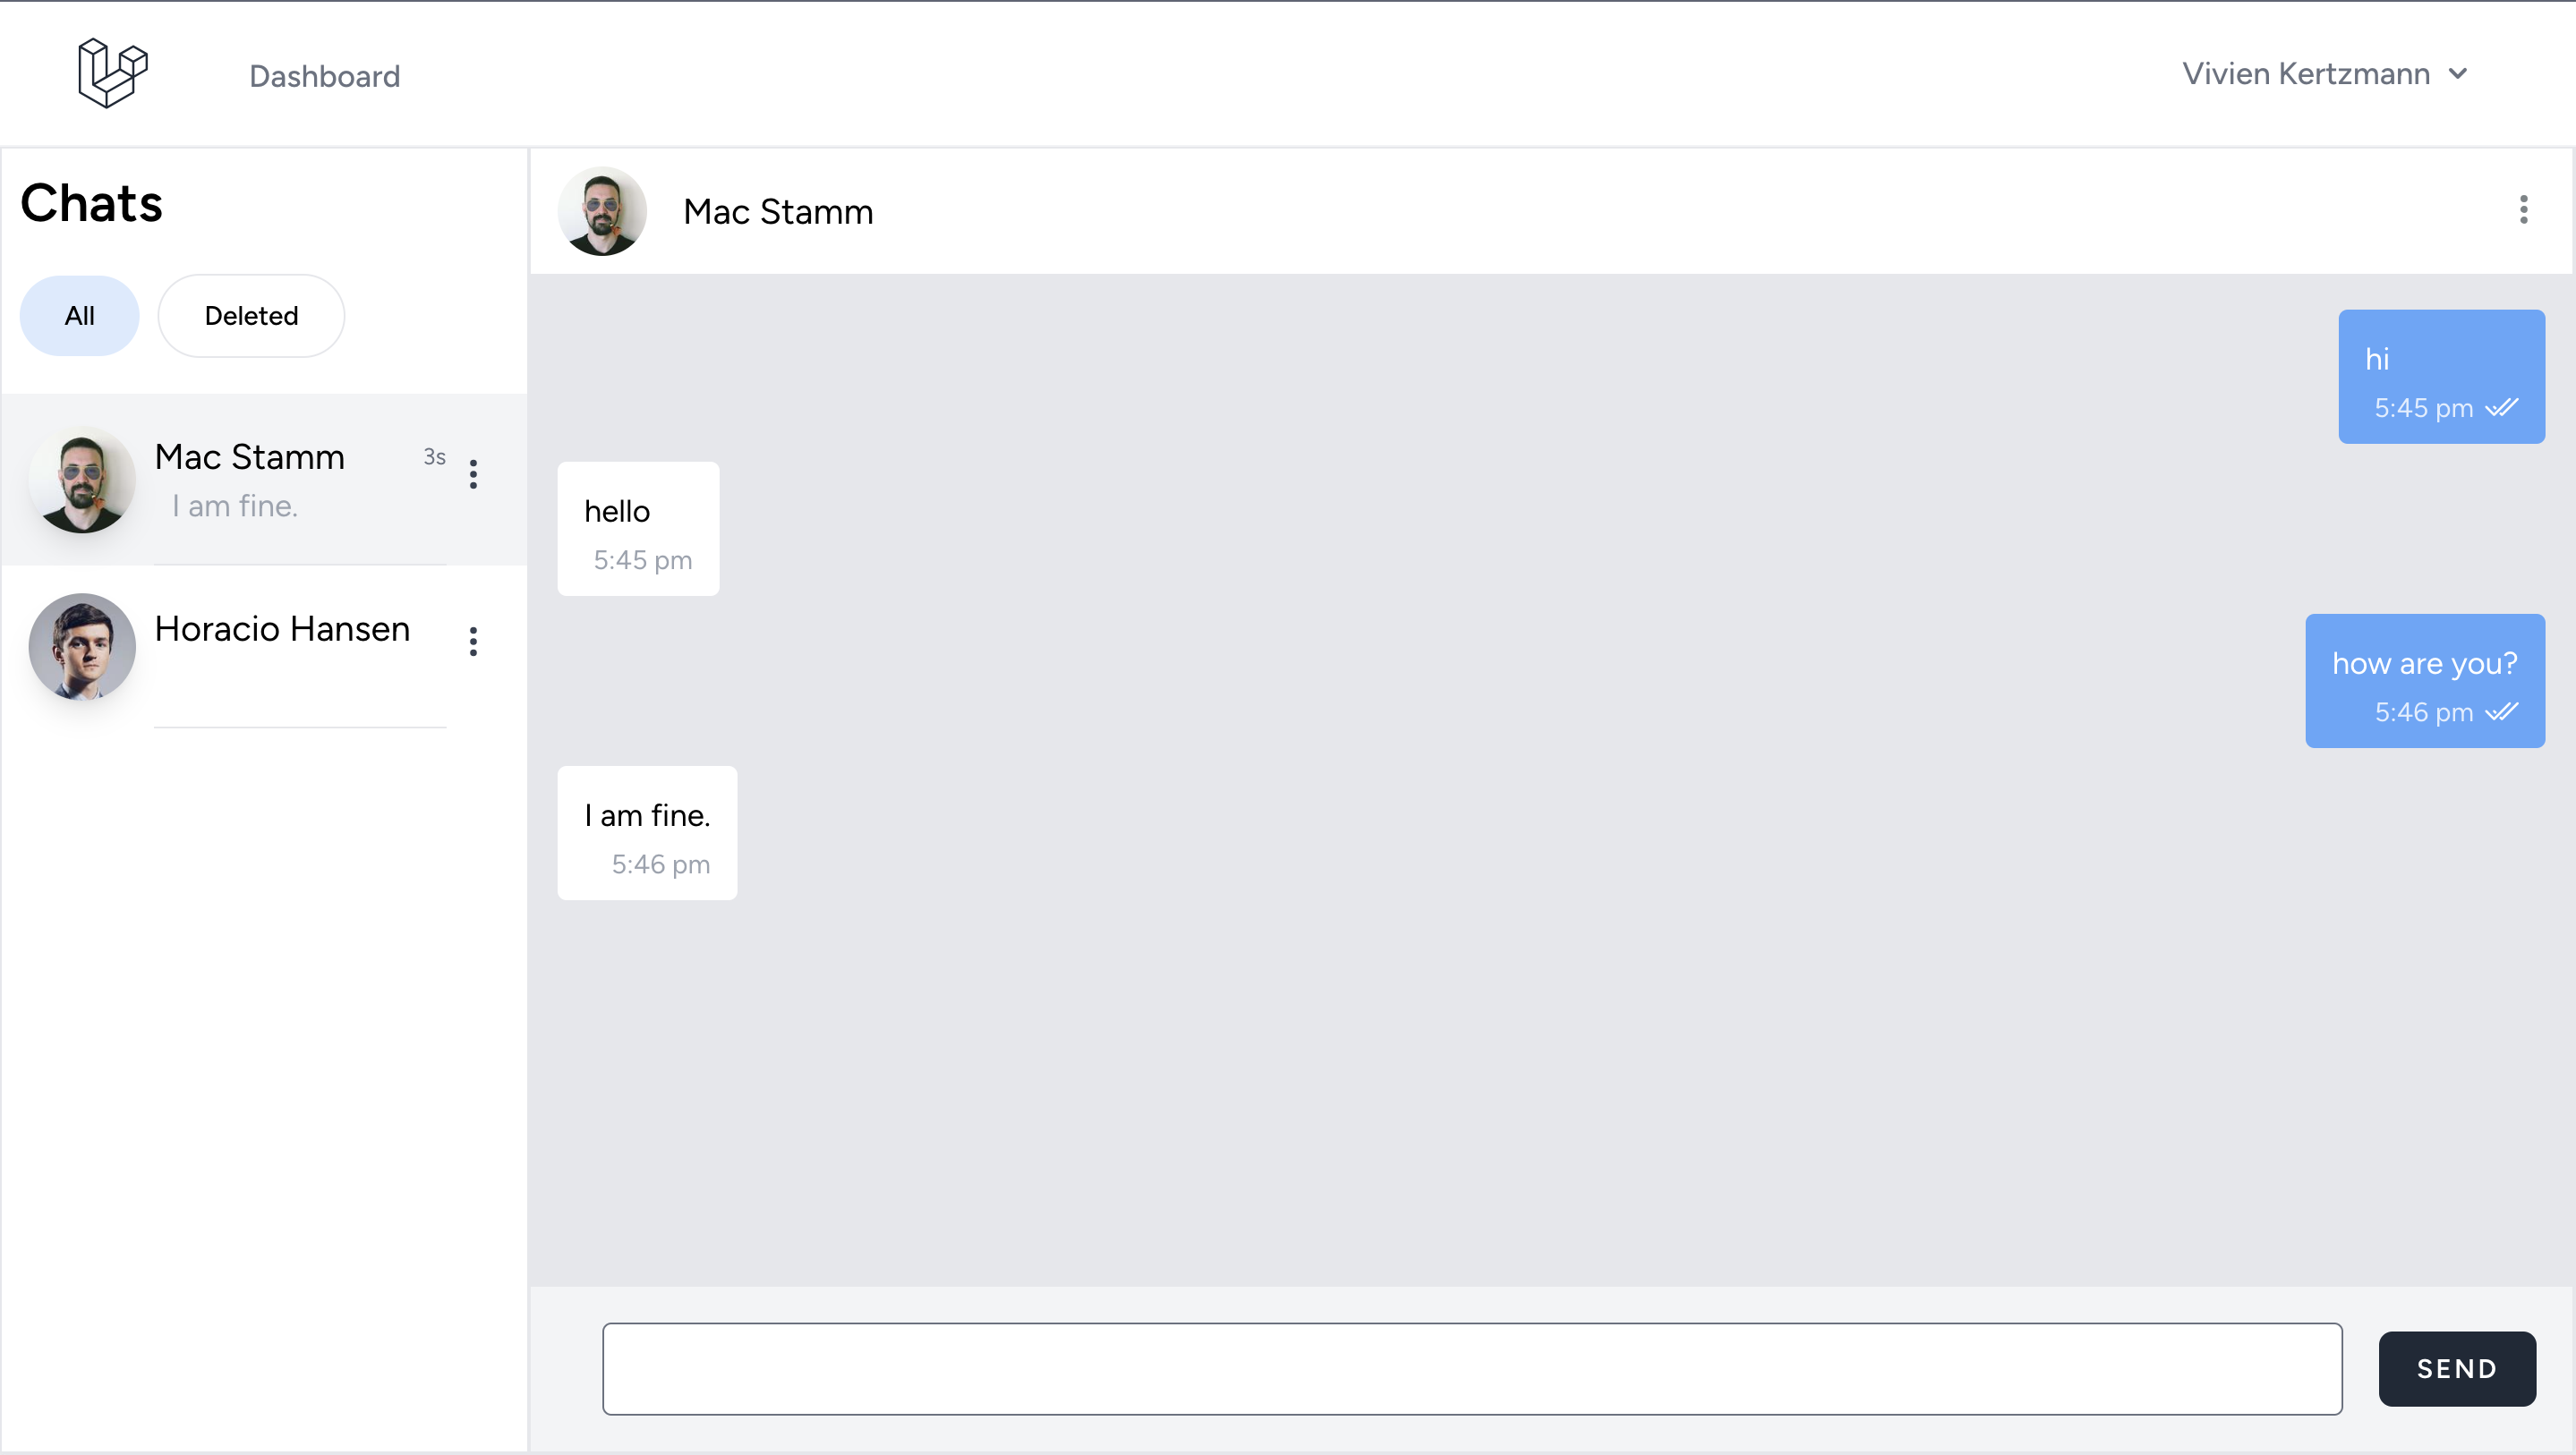 Dashboard
Vivien Kertzmann
Chats
All
Deleted
Mac Stamm
3s
I am fine.
Horacio Hansen
Mac Stamm
hi
5:45 pm
hello
5:45 pm
how are you?
5:46 pm
I am fine.
5:46 pm
SEND